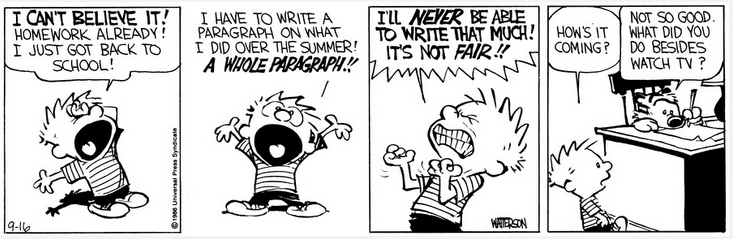 I CAN'T BELIEVE IT!
HOMEWORK ALREADY!
I JUST GOT BACK TO
SCHOOL!
9-16
© 1986 Universal Press Syndicate
I HAVE TO WRITE A
PARAGRAPH ON WHAT
I DID OVER THE SUMMER!
A WHOLE PARAGRAPH!!
I'LL NEVER BE ABLE
TO WRITE THAT MUCH!
IT'S NOT FAIR!!
WATTERSON
HOW'S IT
COMING?
NOT SO GOOD.
WHAT DID YOU
DO BESIDES
WATCH TV?